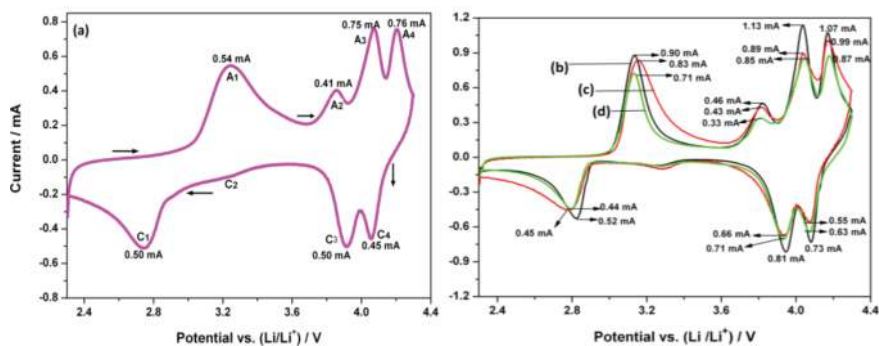 (a)
0.54 mA
A1
0.41 mA
A2
0.75 mA
A3
0.76 mA
A4
C1
0.50 mA
C2
C3
0.50 mA
C4
0.45 mA
0.8
0.6
0.4
0.2
0.0
-0.2
-0.4
-0.6
-0.8
Current / mA
2.4
2.8
3.2
3.6
4.0
4.4
Potential vs. (Li/Li+) / V
(b)
(c)
(d)
0.90 mA
0.83 mA
0.71 mA
0.46 mA
0.43 mA
0.33 mA
1.13 mA
0.89 mA
0.85 mA
1.07 mA
0.99 mA
0.87 mA
0.44 mA
0.52 mA
0.45 mA
0.66 mA
0.71 mA
0.81 mA
0.55 mA
0.63 mA
0.73 mA
1.2
0.9
0.6
0.3
0.0
-0.3
-0.6
-0.9
-1.2
2.4
2.8
3.2
3.6
4.0
4.4
Potential vs. (Li /Li+) / V